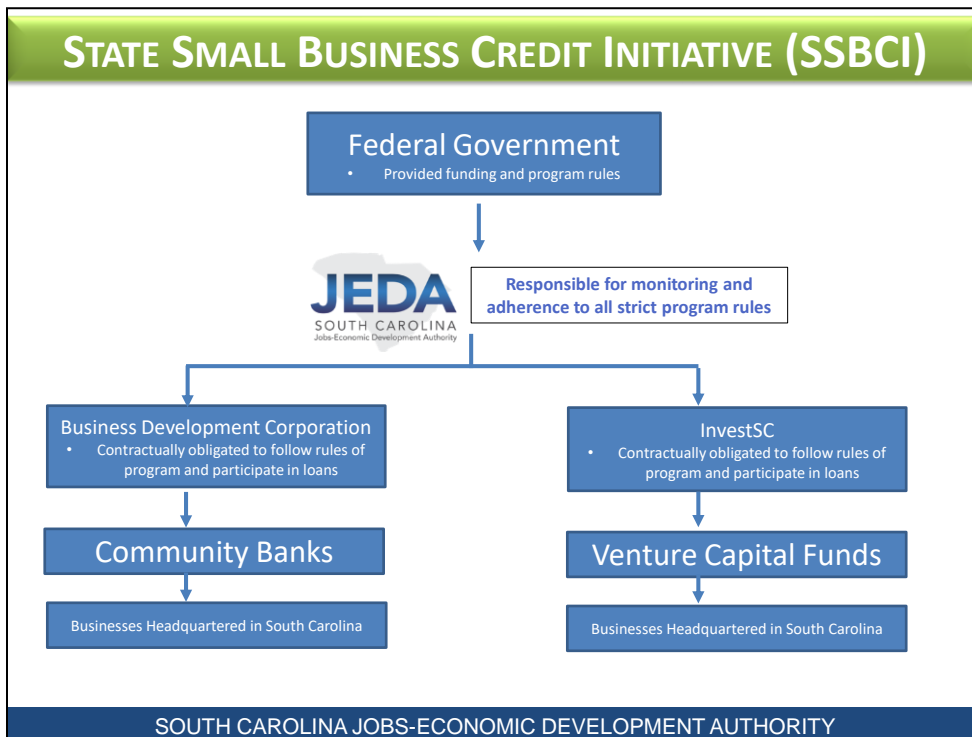 STATE SMALL BUSINESS CREDIT INITIATIVE (SSBCI)
Federal Government
• Provided funding and program rules
JEDA
SOUTH CAROLINA
Jobs-Economic Development Authority
Responsible for monitoring and
adherence to all strict program rules
Business Development Corporation
• Contractually obligated to follow rules of
program and participate in loans
InvestSC
• Contractually obligated to follow rules of
program and participate in loans
Community Banks
Venture Capital Funds
Businesses Headquartered in South Carolina
Businesses Headquartered in South Carolina
SOUTH CAROLINA JOBS-ECONOMIC DEVELOPMENT AUTHORITY